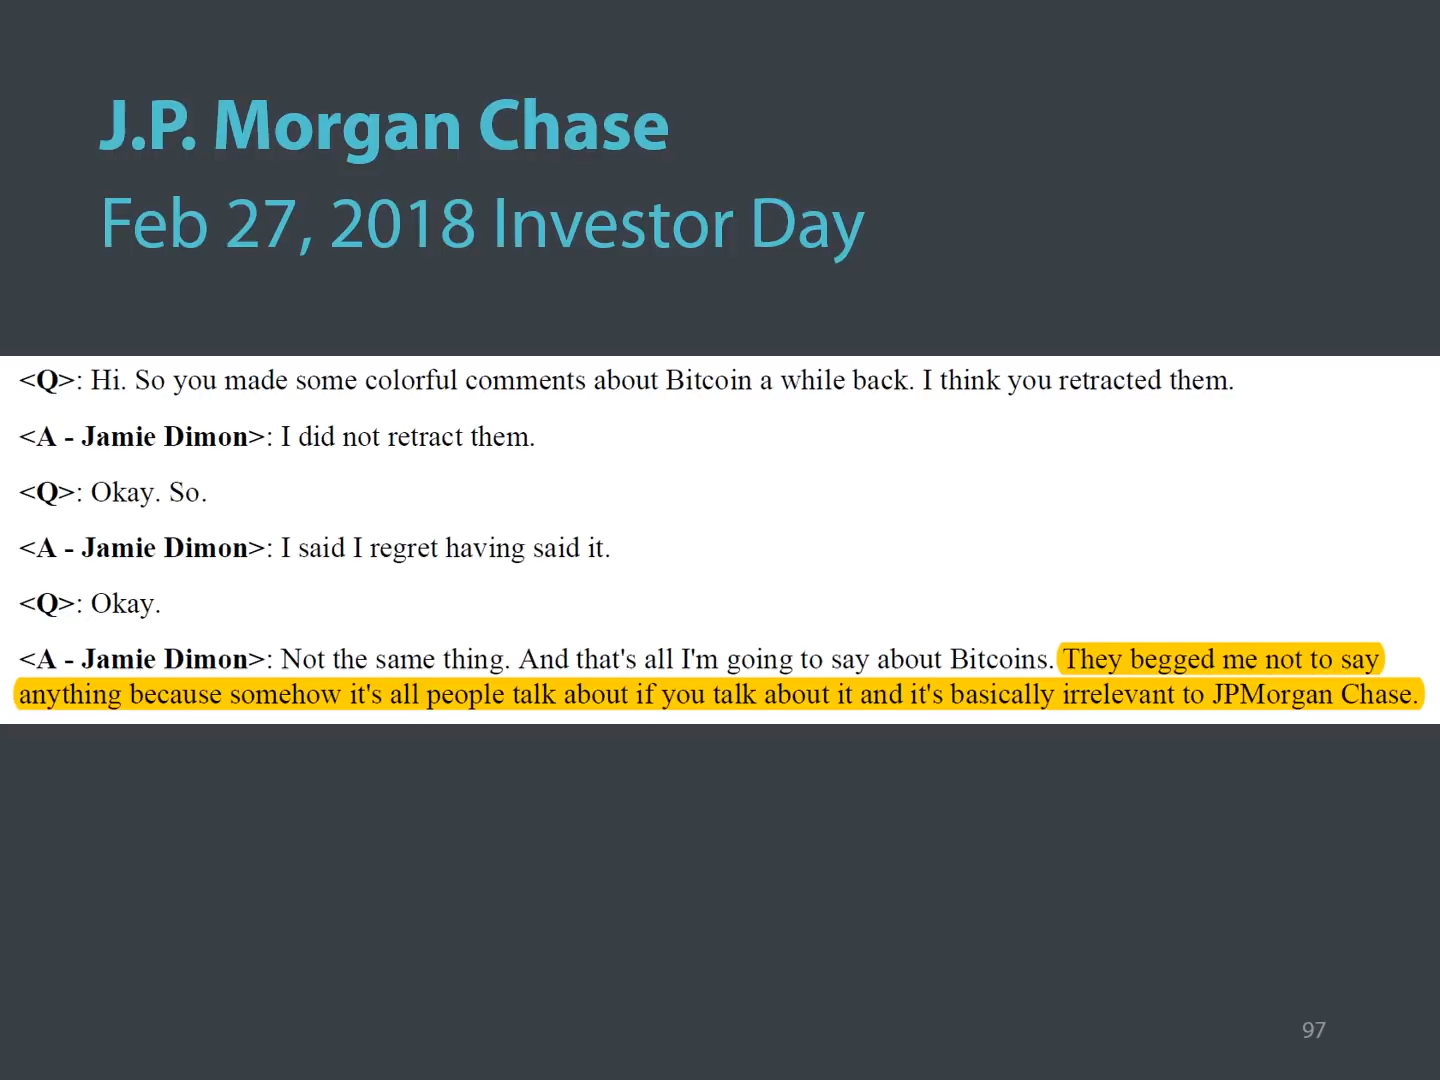 J.P. Morgan Chase
Feb 27, 2018 Investor Day
<Q>: Hi. So you made some colorful comments about Bitcoin a while back. I think you retracted them.
<A - Jamie Dimon>: I did not retract them.
<Q>: Okay. So.
<A - Jamie Dimon>: I said I regret having said it.
<Q>: Okay.
<A - Jamie Dimon>: Not the same thing. And that's all I'm going to say about Bitcoins. They begged me not to say
anything because somehow it's all people talk about if you talk about it and it's basically irrelevant to JPMorgan Chase.
97